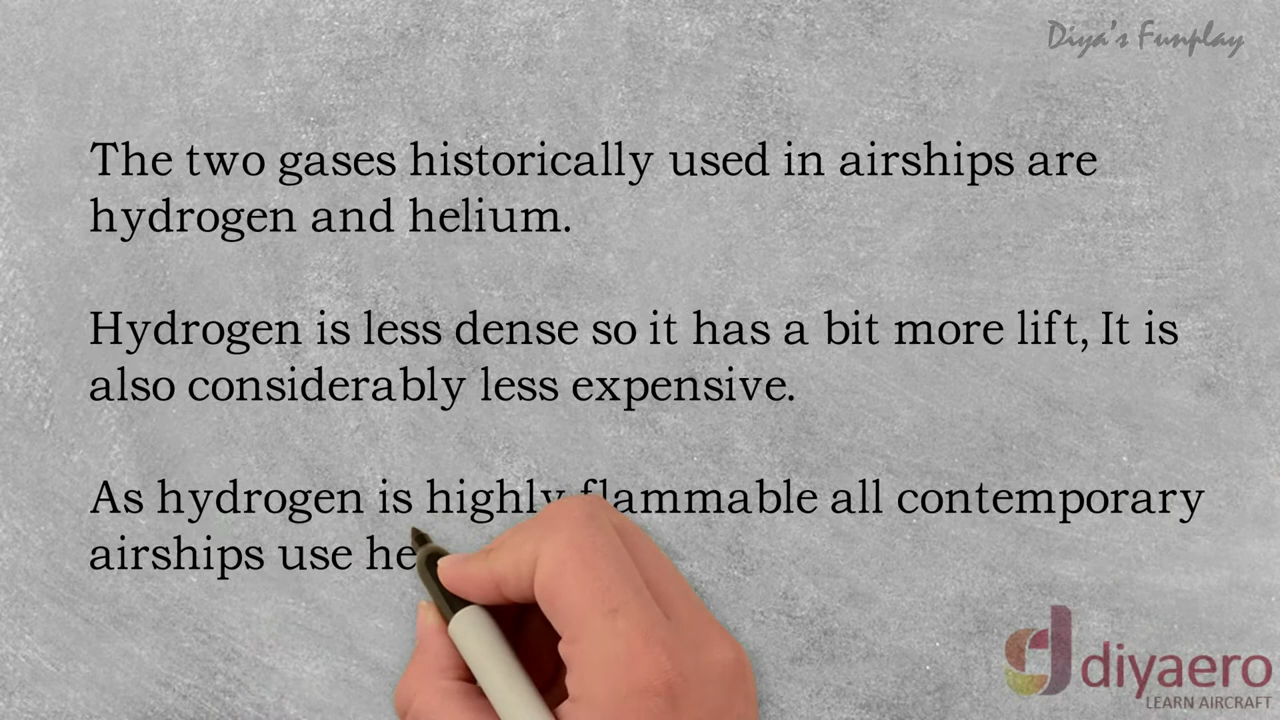 Diya's Funplay
The two gases historically used in airships are
hydrogen and helium.
Hydrogen is less dense so it has a bit more lift, It is
also considerably less expensive.
As hydrogen is highly flammable all contemporary
airships use he
diyaero
LEARN AIRCRAFT